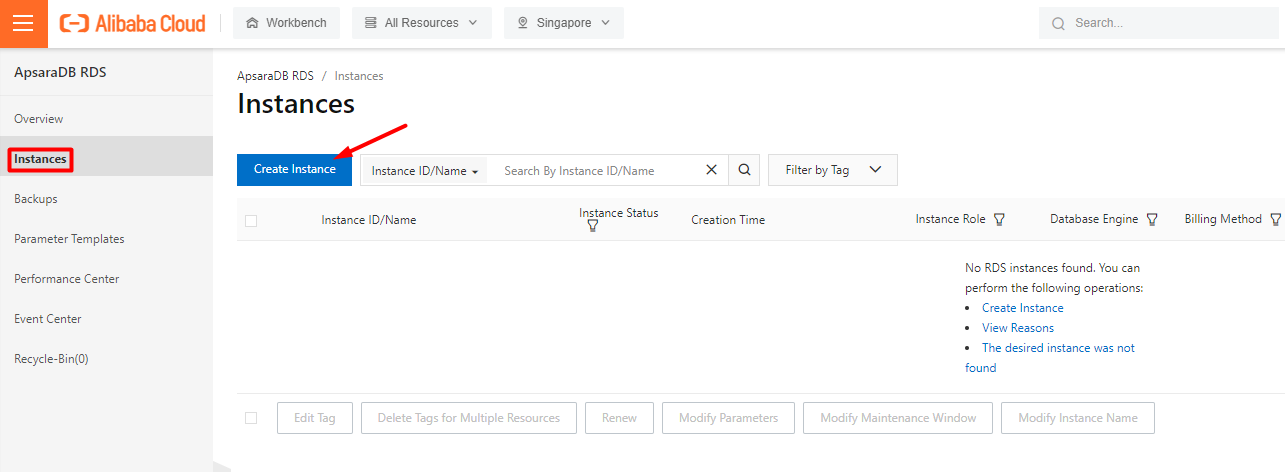 Alibaba Cloud
Workbench
All Resources
Singapore
Search...
ApsaraDB RDS
Overview
Instances
Backups
Parameter Templates
Performance Center
Event Center
Recycle-Bin(0)
ApsaraDB RDS / Instances
Instances
Create Instance
Instance ID/Name
Search By Instance ID/Name
Filter by Tag
Instance ID/Name
Instance Status
Creation Time
Instance Role
Database Engine
Billing Method
No RDS instances found. You can
perform the following operations:
• Create Instance
• View Reasons
• The desired instance was not
found
Edit Tag
Delete Tags for Multiple Resources
Renew
Modify Parameters
Modify Maintenance Window
Modify Instance Name